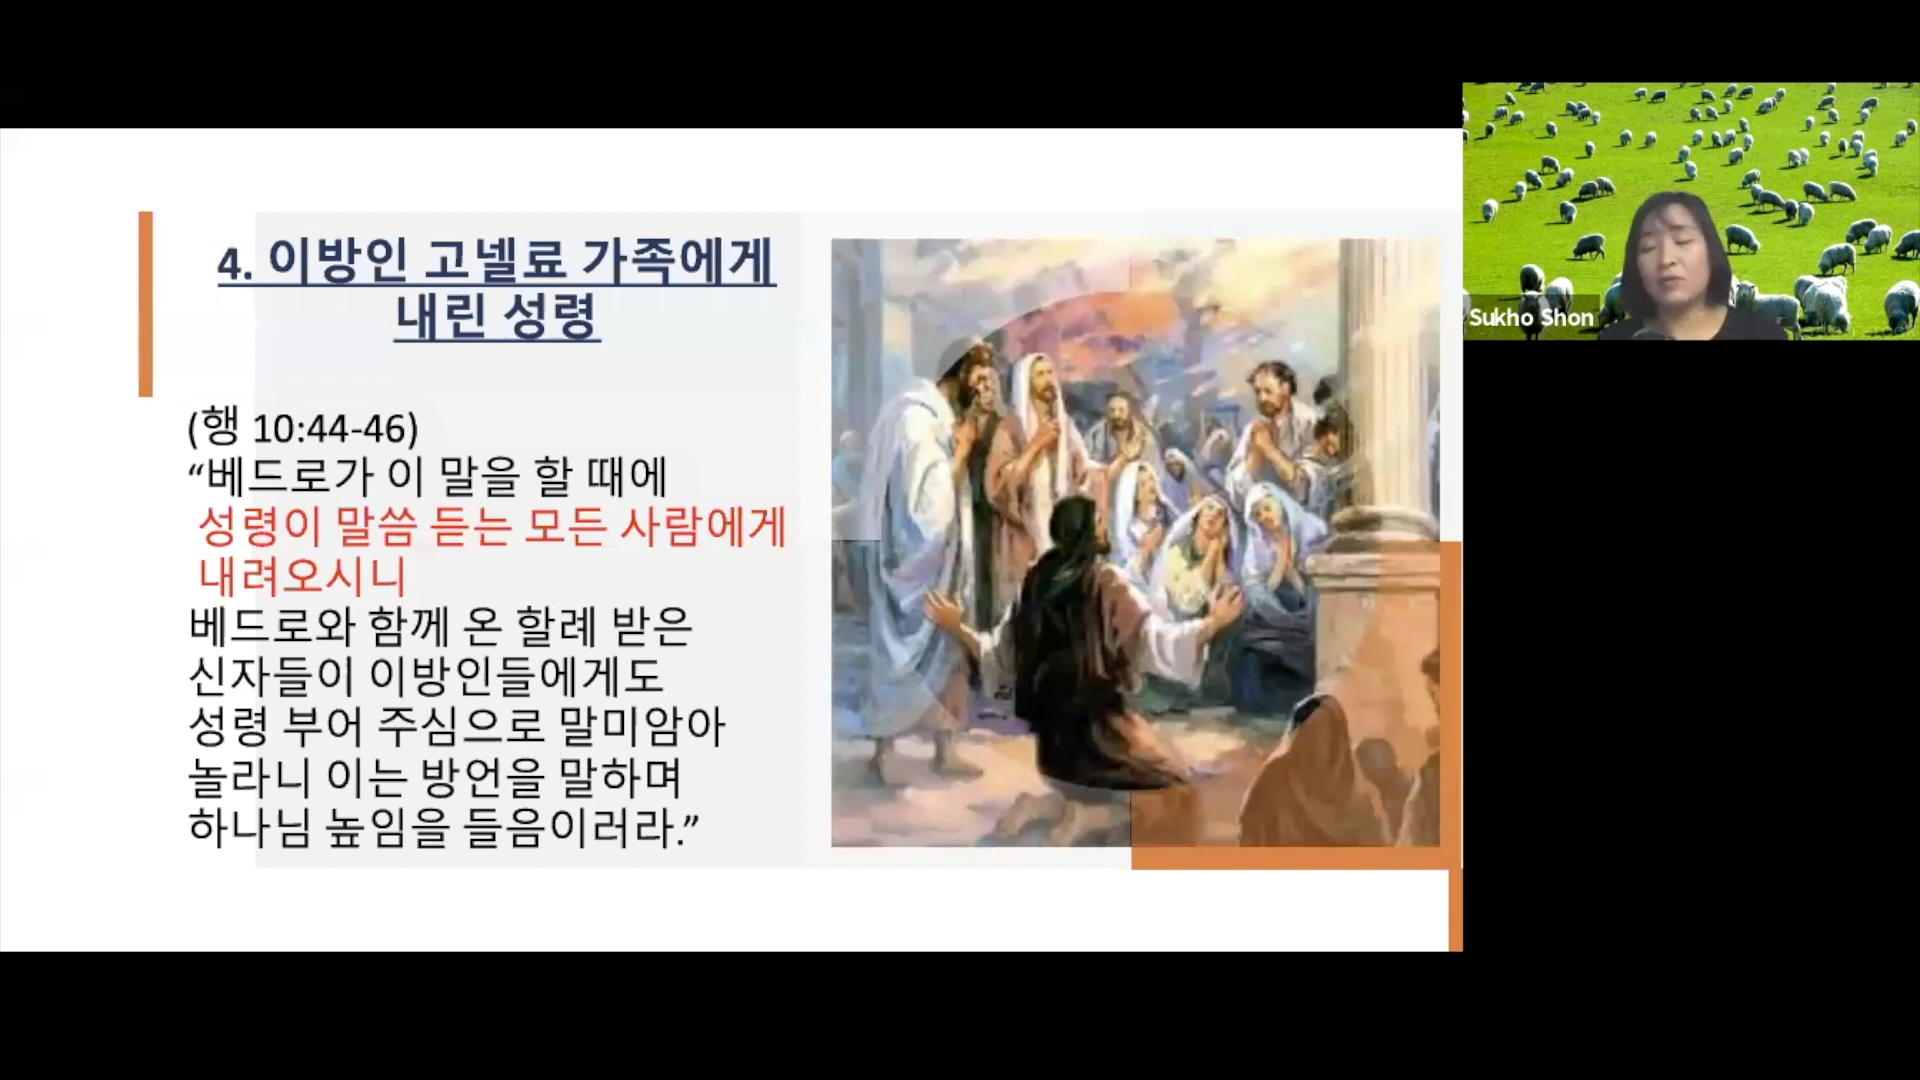 4. 이방인 고넬료 가족에게
내린 성령
(행 10:44-46)
“베드로가 이 말을 할 때에
성령이 말씀 듣는 모든 사람에게
내려오시니
베드로와 함께 온 할례 받은
신자들이 이방인들에게도
성령 부어 주심으로 말미암아
놀라니 이는 방언을 말하며
하나님 높임을 들음이러라.”
Sukho Shon